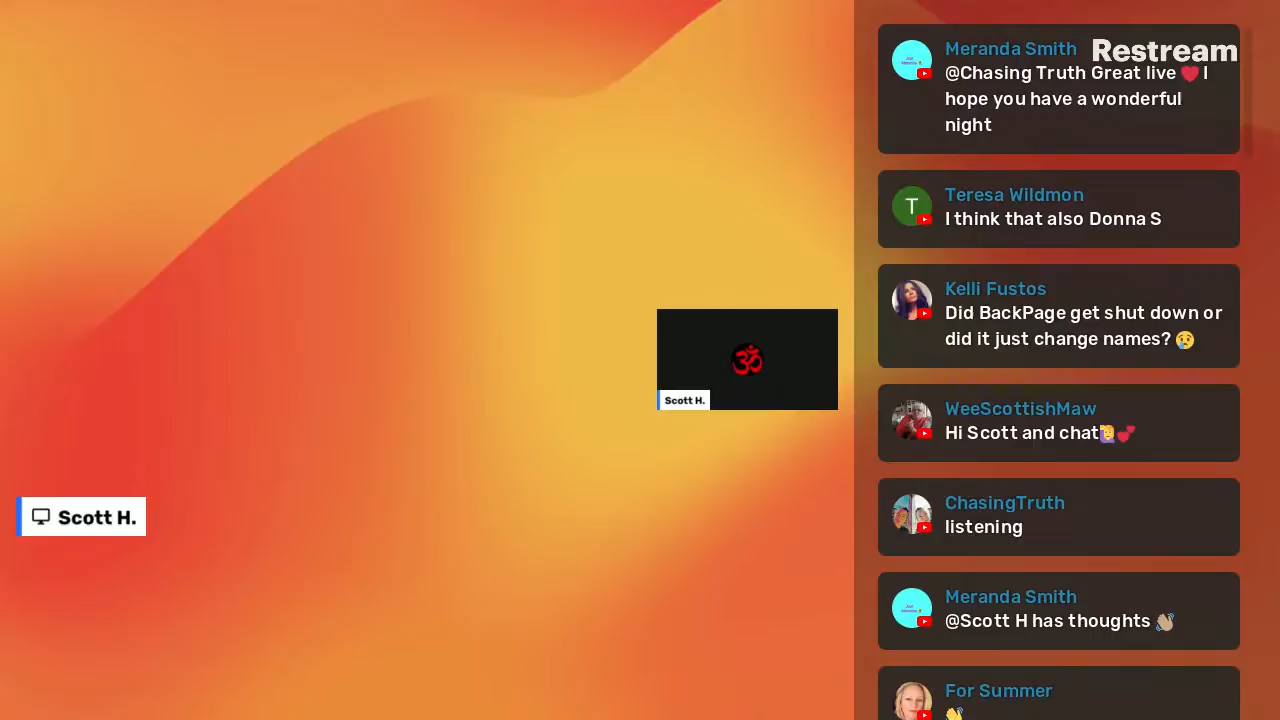 Restream
Meranda Smith
@Chasing Truth Great live ❤️ I
hope you have a wonderful
night
T
Teresa Wildmon
I think that also Donna S
Kelli Fustos
Did BackPage get shut down or
did it just change names? 😢
ॐ
Scott H.
WeeScottishMaw
Hi Scott and chat🙋‍♀️💕
Scott H.
ChasingTruth
listening
Meranda Smith
@Scott H has thoughts 👋🏽
For Summer
👋